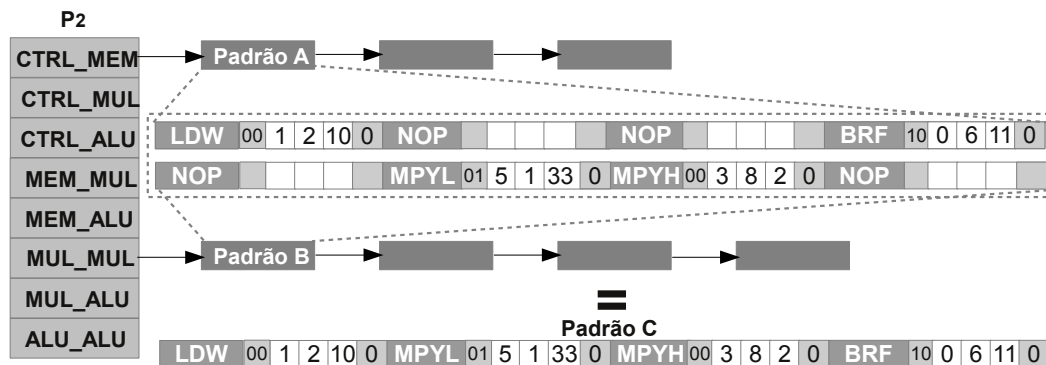 P2
CTRL_MEM Padrão A
CTRL_MUL
CTRL_ALU LDW 00 1 2 10 0 NOP NOP BRF 10 0 6 11 0
MEM_MUL NOP MPYL 01 5 1 33 0 MPYH 00 3 8 2 0 NOP
MEM_ALU
MUL_MUL Padrão B
MUL_ALU =
Padrão C
ALU_ALU LDW 00 1 2 10 0 MPYL 01 5 1 33 0 MPYH 00 3 8 2 0 BRF 10 0 6 11 0